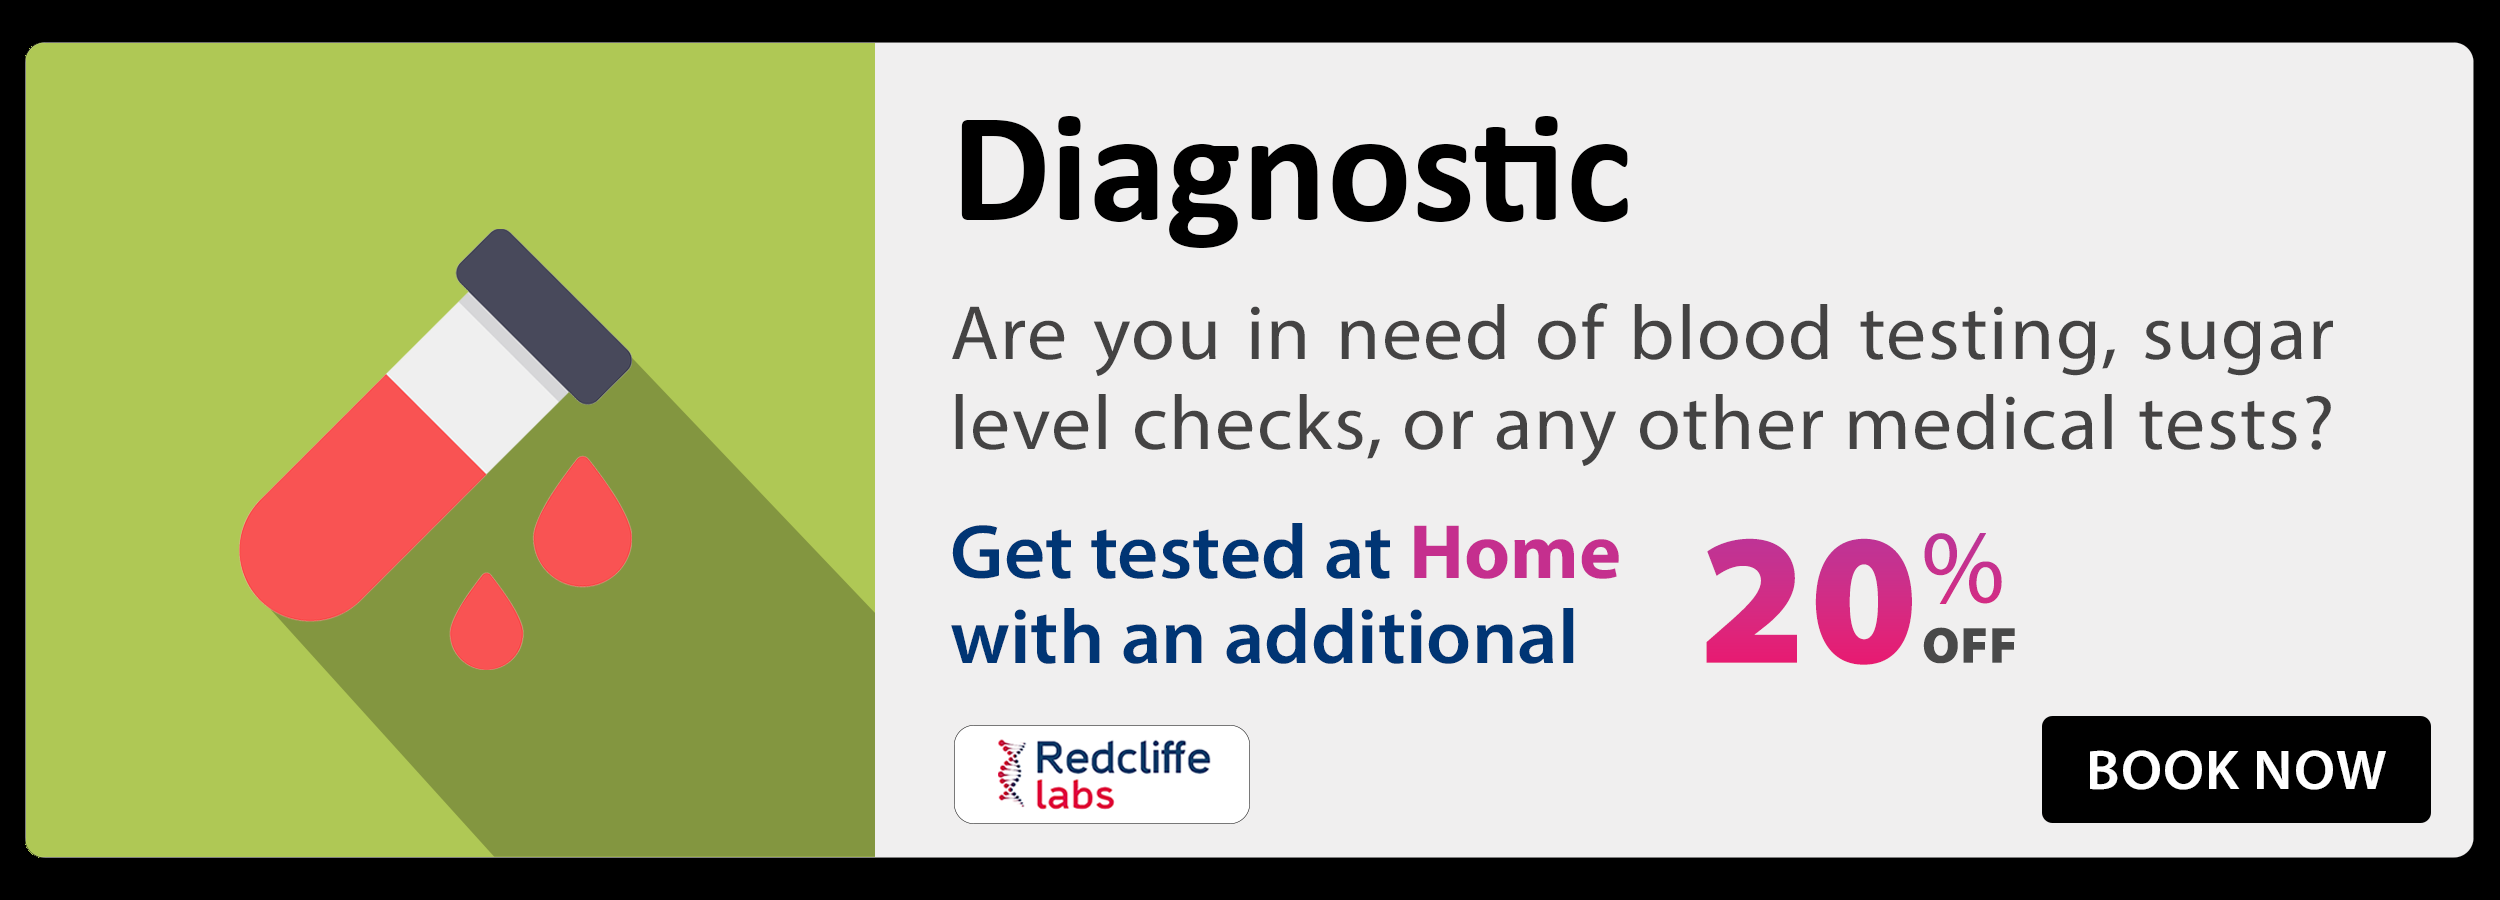 Diagnostic
Are you in need of blood testing, sugar
level checks, or any other medical tests?
Get tested at Home
with an additional
20% OFF
Redcliffe
labs
BOOK NOW